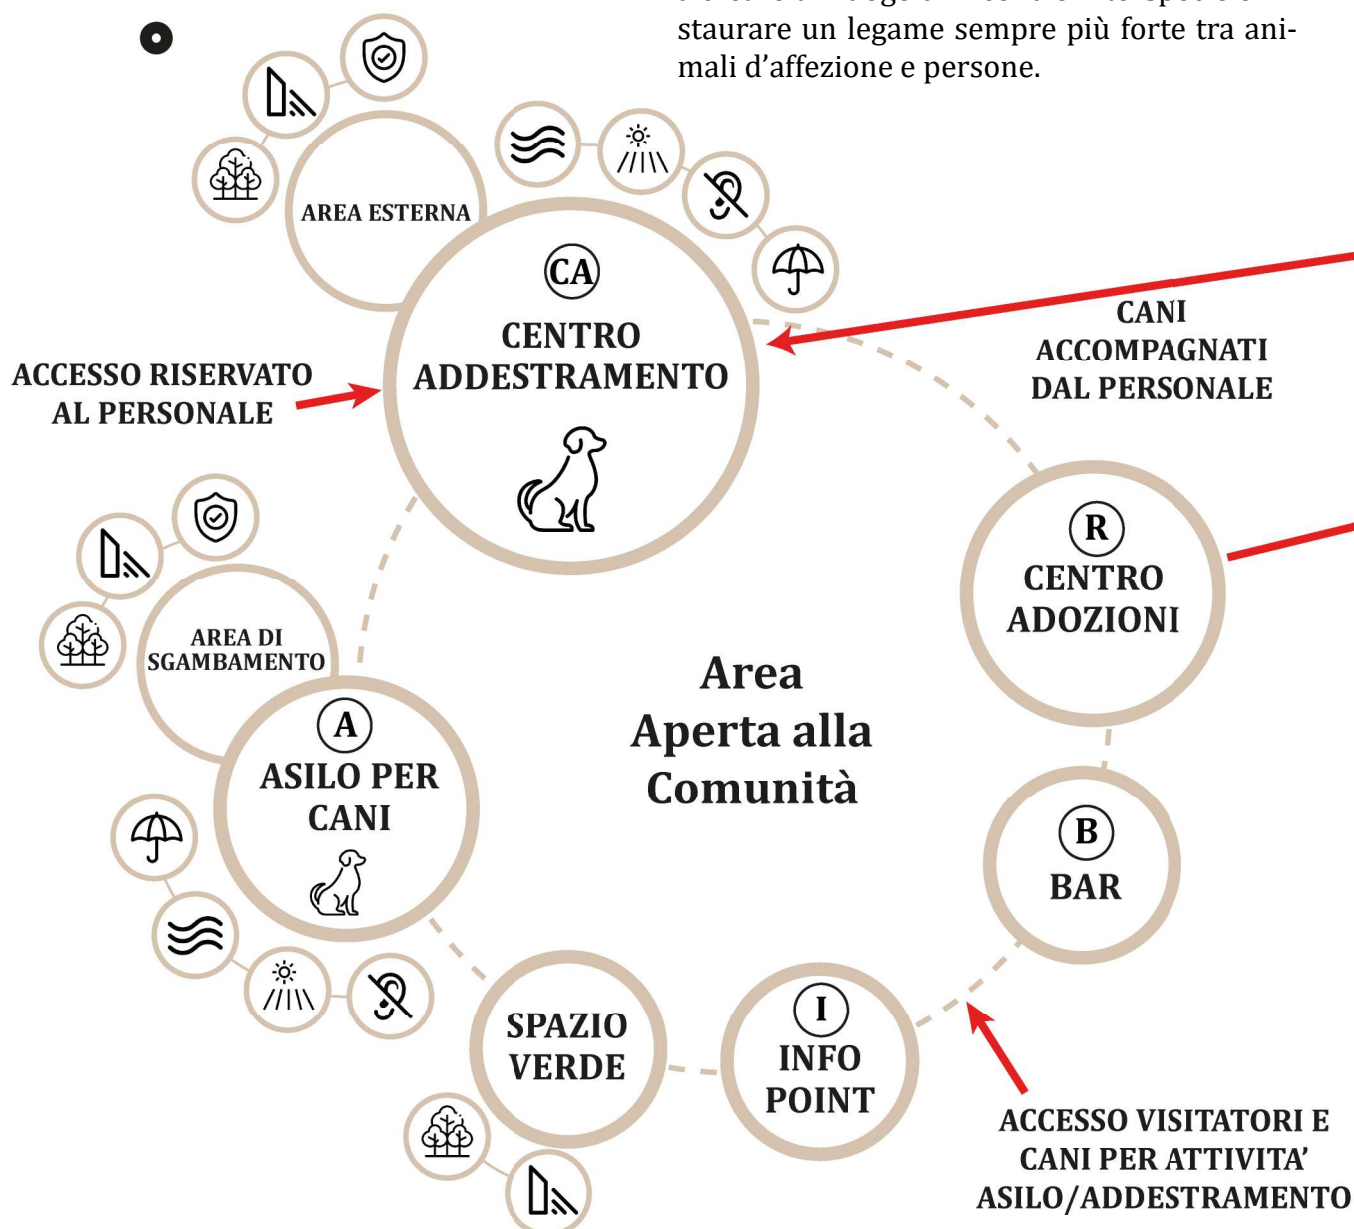 staurare un legame sempre più forte tra ani-
mali d'affezione e persone.
AREA ESTERNA
CA
CENTRO
ADDESTRAMENTO
CANI
ACCOMPAGNATI
DAL PERSONALE
ACCESSO RISERVATO
AL PERSONALE
R
CENTRO
ADOZIONI
AREA DI
SGAMBAMENTO
Area
Aperta alla
Comunità
A
ASILO PER
CANI
B
BAR
SPAZIO
VERDE
I
INFO
POINT
ACCESSO VISITATORI E
CANI PER ATTIVITA'
ASILO/ADDESTRAMENTO